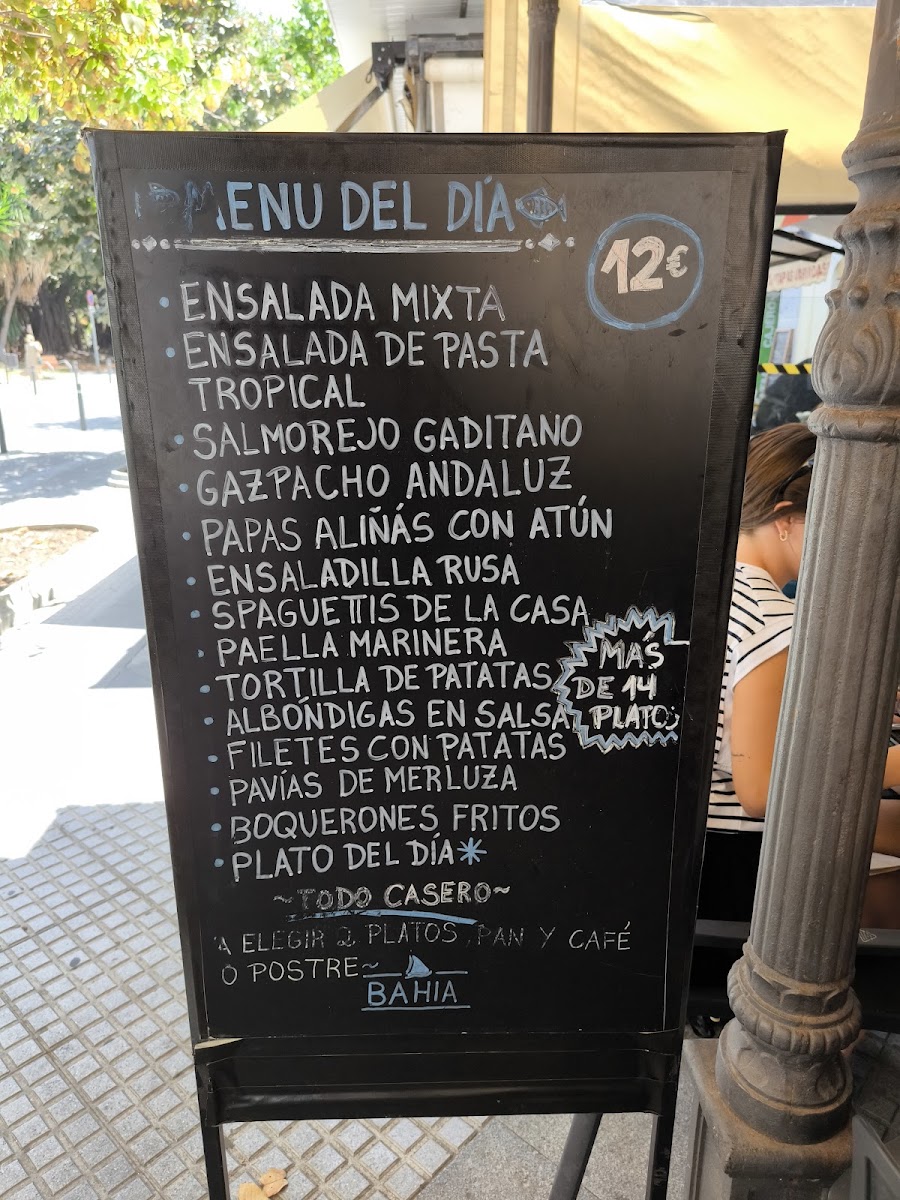 MENU DEL DÍA
12€
• ENSALADA MIXTA
• ENSALADA DE PASTA
TROPICAL
• SALMOREJO GADITANO
• GAZPACHO ANDALUZ
• PAPAS ALIÑÁS CON ATÚN
• ENSALADILLA RUSA
• SPAGUETTIS DE LA CASA
• PAELLA MARINERA
• TORTILLA DE PATATAS
• ALBÓNDIGAS EN SALSA
• FILETES CON PATATAS
• PAVÍAS DE MERLUZA
• BOQUERONES FRITOS
• PLATO DEL DÍA*
MÁS
DE 14
PLATOS
~TODO CASERO~
A ELEGIR 2 PLATOS, PAN Y CAFÉ
O POSTRE~
BAHIA